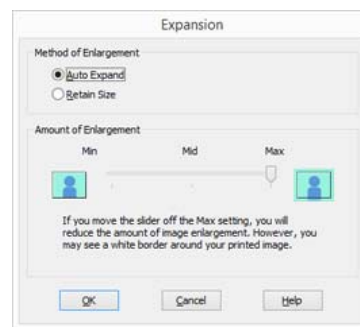 Expansion
Method of Enlargement
Auto Expand
Retain Size
Amount of Enlargement
Min Mid Max
If you move the slider off the Max setting, you will
reduce the amount of image enlargement. However, you
may see a white border around your printed image.
OK Cancel Help